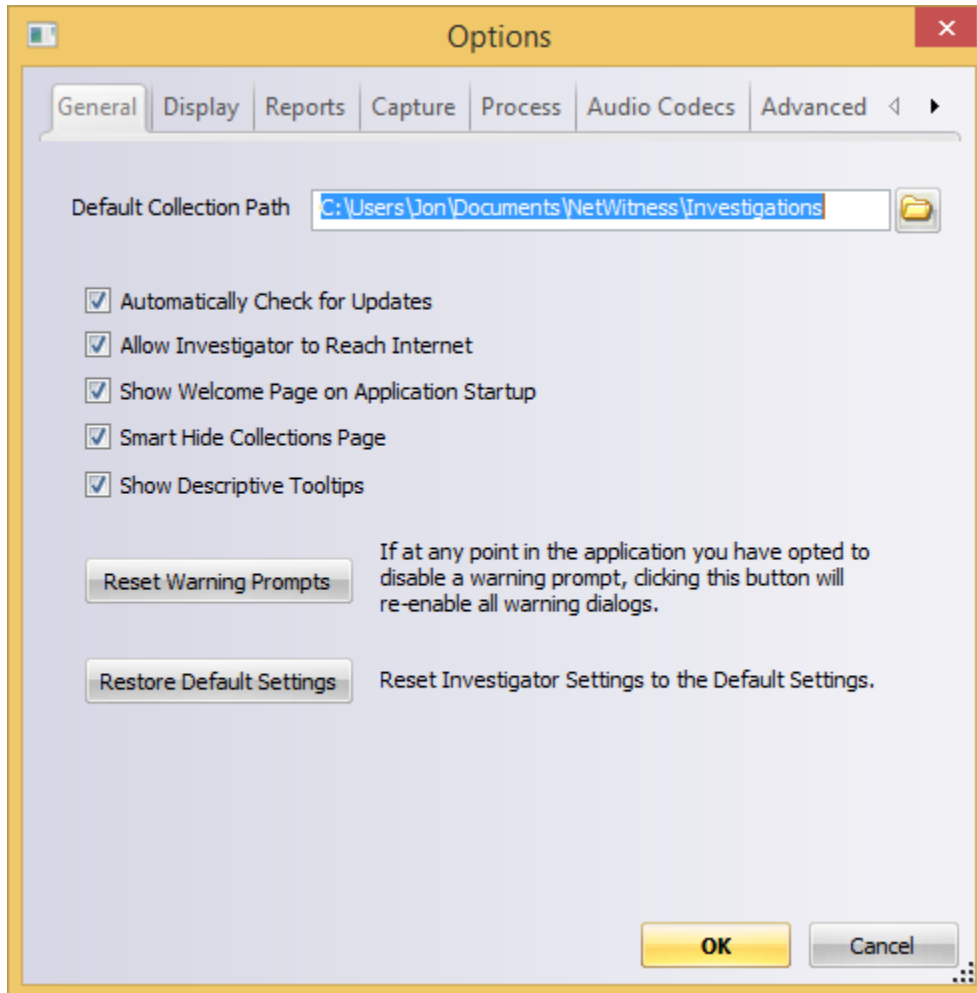 Options
General Display Reports Capture Process Audio Codecs Advanced
Default Collection Path C:\Users\Jon\Documents\NetWitness\Investigations
Automatically Check for Updates
Allow Investigator to Reach Internet
Show Welcome Page on Application Startup
Smart Hide Collections Page
Show Descriptive Tooltips
Reset Warning Prompts
If at any point in the application you have opted to
disable a warning prompt, clicking this button will
re-enable all warning dialogs.
Restore Default Settings Reset Investigator Settings to the Default Settings.
OK Cancel